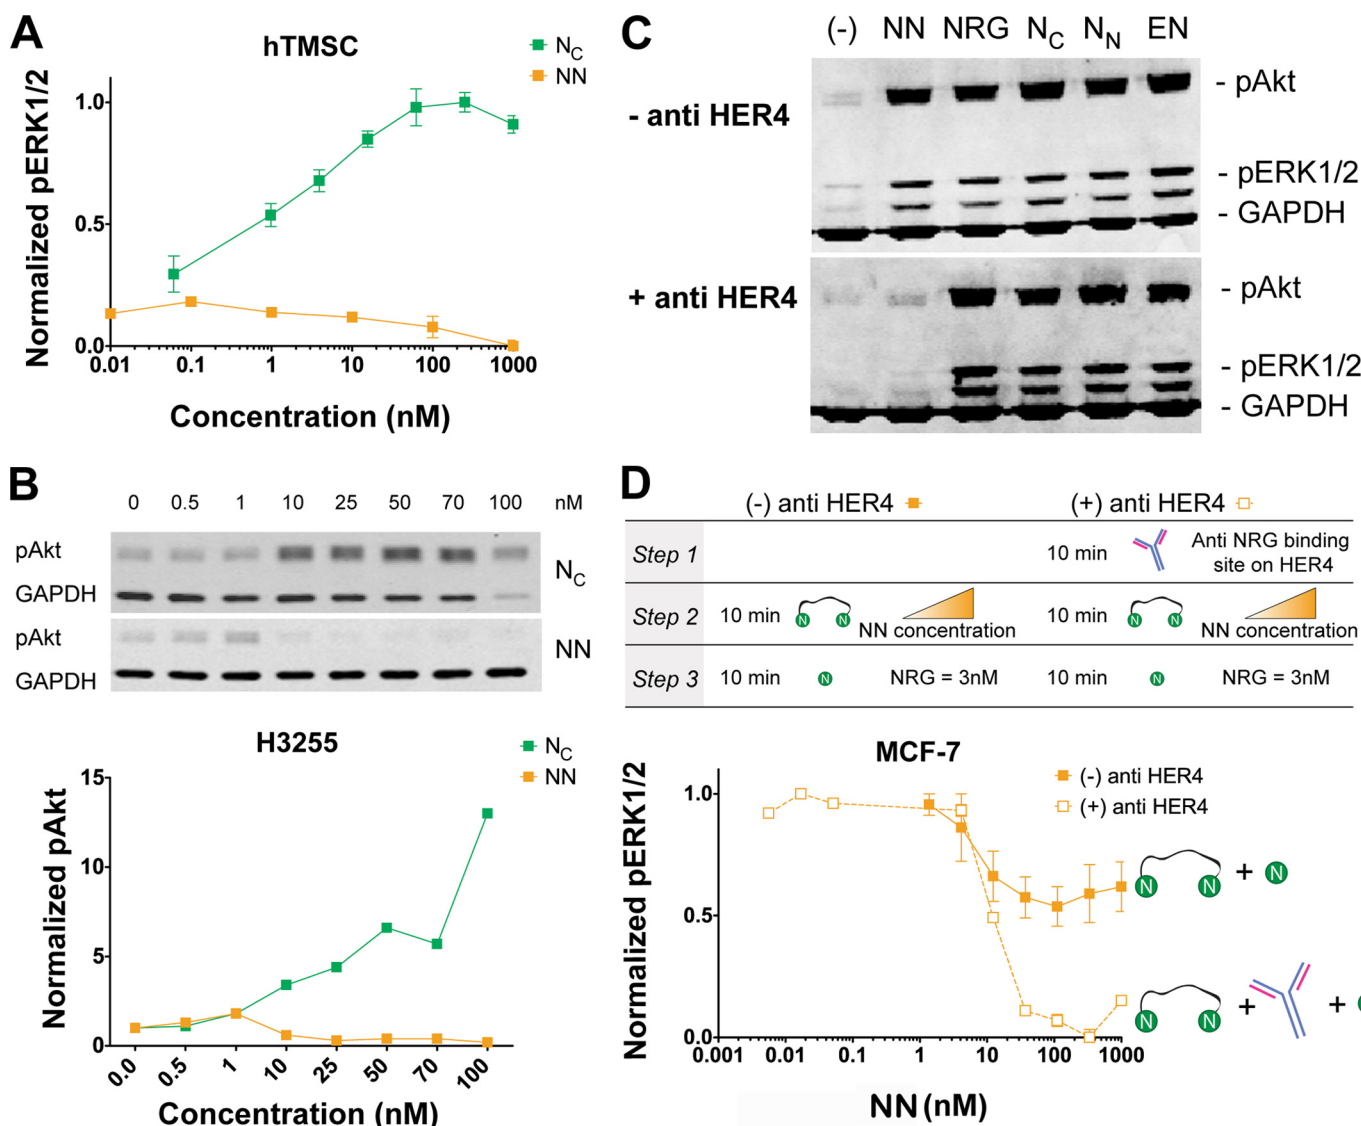 A
hTMSC
N_C
NN
Normalized pERK1/2
1.0
0.5
0.0
0.01 0.1 1 10 100 1000
Concentration (nM)
B
0 0.5 1 10 25 50 70 100 nM
pAkt
GAPDH
N_C
pAkt
GAPDH
NN
H3255
N_C
NN
Normalized pAkt
15
10
5
0
0.0 0.5 1 10 25 50 70 100
Concentration (nM)
C
(-) NN NRG N_C N_N EN
- anti HER4
- pAkt
- pERK1/2
- GAPDH
+ anti HER4
- pAkt
- pERK1/2
- GAPDH
D
(-) anti HER4 (+) anti HER4
Step 1 10 min Anti NRG binding
site on HER4
Step 2 10 min N N NN concentration 10 min N N NN concentration
Step 3 10 min N NRG = 3nM 10 min N NRG = 3nM
MCF-7
(-) anti HER4
(+) anti HER4
Normalized pERK1/2
1.0
0.5
0.0
0.001 0.01 0.1 1 10 100 1000
NN (nM)
N N + N
N N + +